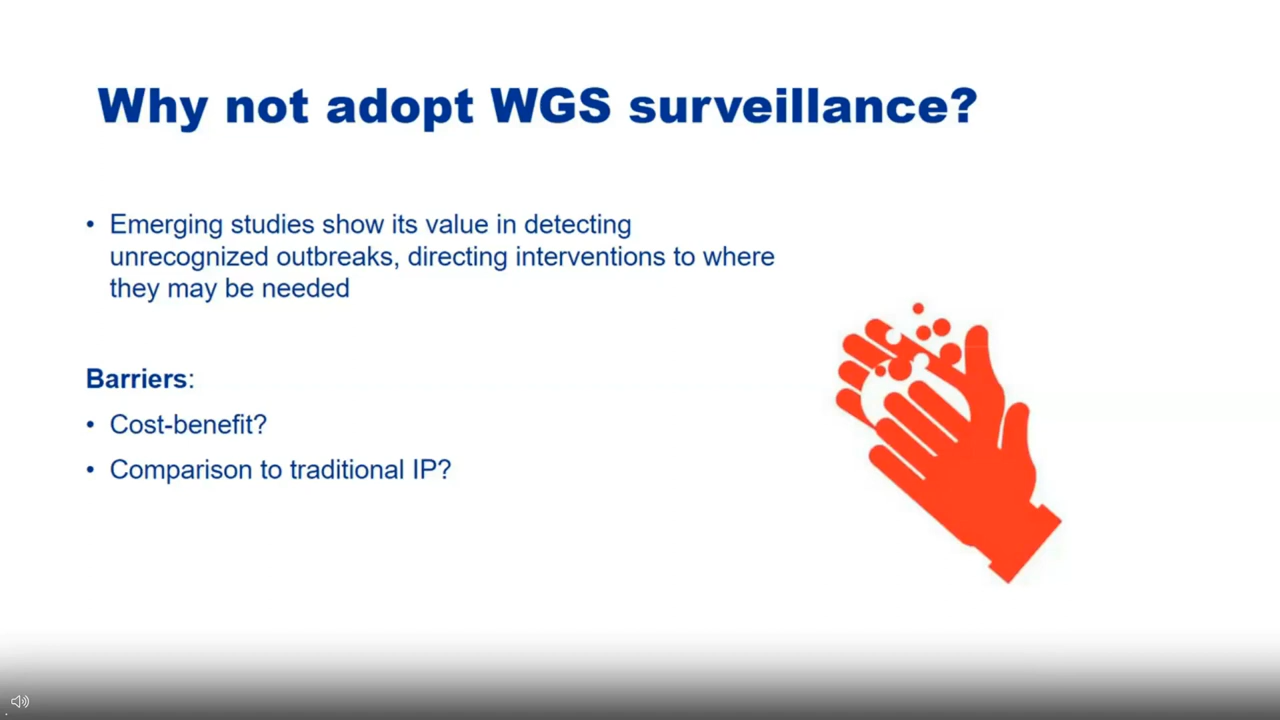 Why not adopt WGS surveillance?
• Emerging studies show its value in detecting
unrecognized outbreaks, directing interventions to where
they may be needed
Barriers:
• Cost-benefit?
• Comparison to traditional IP?